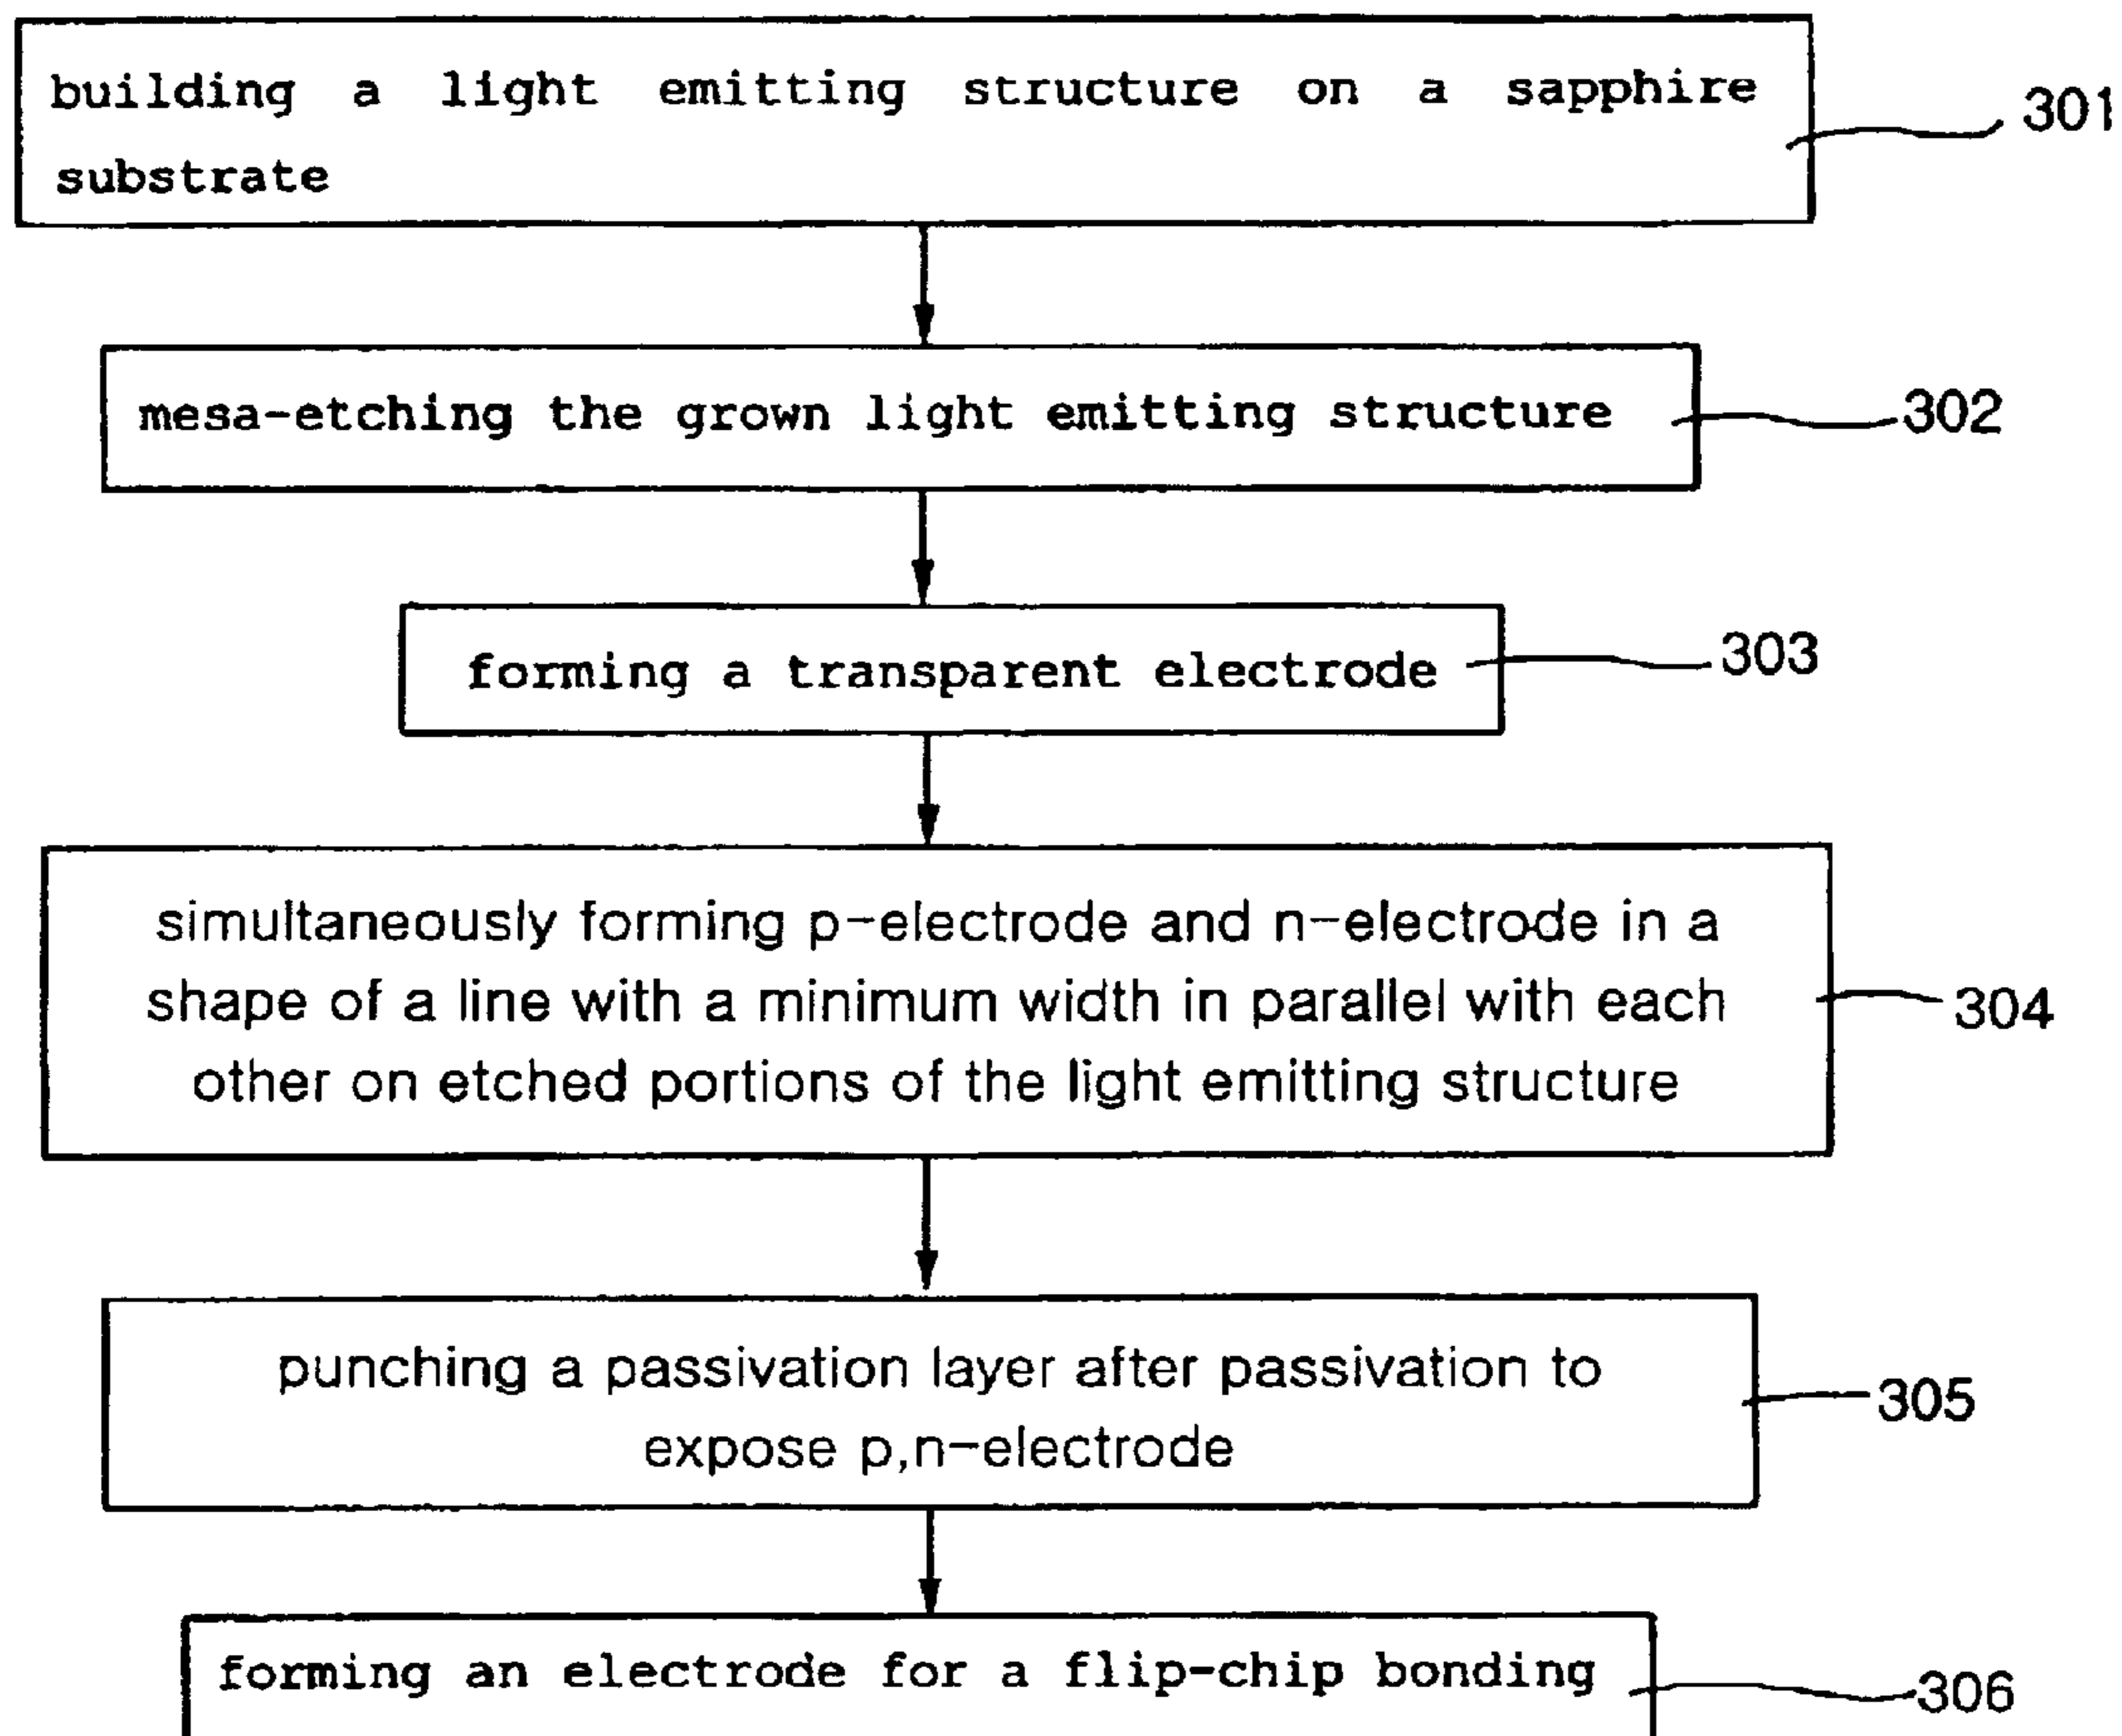 building a light emitting structure on a sapphire
301
substrate
mesa-etching the grown light emitting structure
302
forming a transparent electrode
303
simultaneously forming p-electrode and n-electrode in a
shape of a line with a minimum width in parallel with each
304
other on etched portions of the light emitting structure
punching a passivation layer after passivation to
305
expose p,n-electrode
forming an electrode for a flip-chip bonding
306